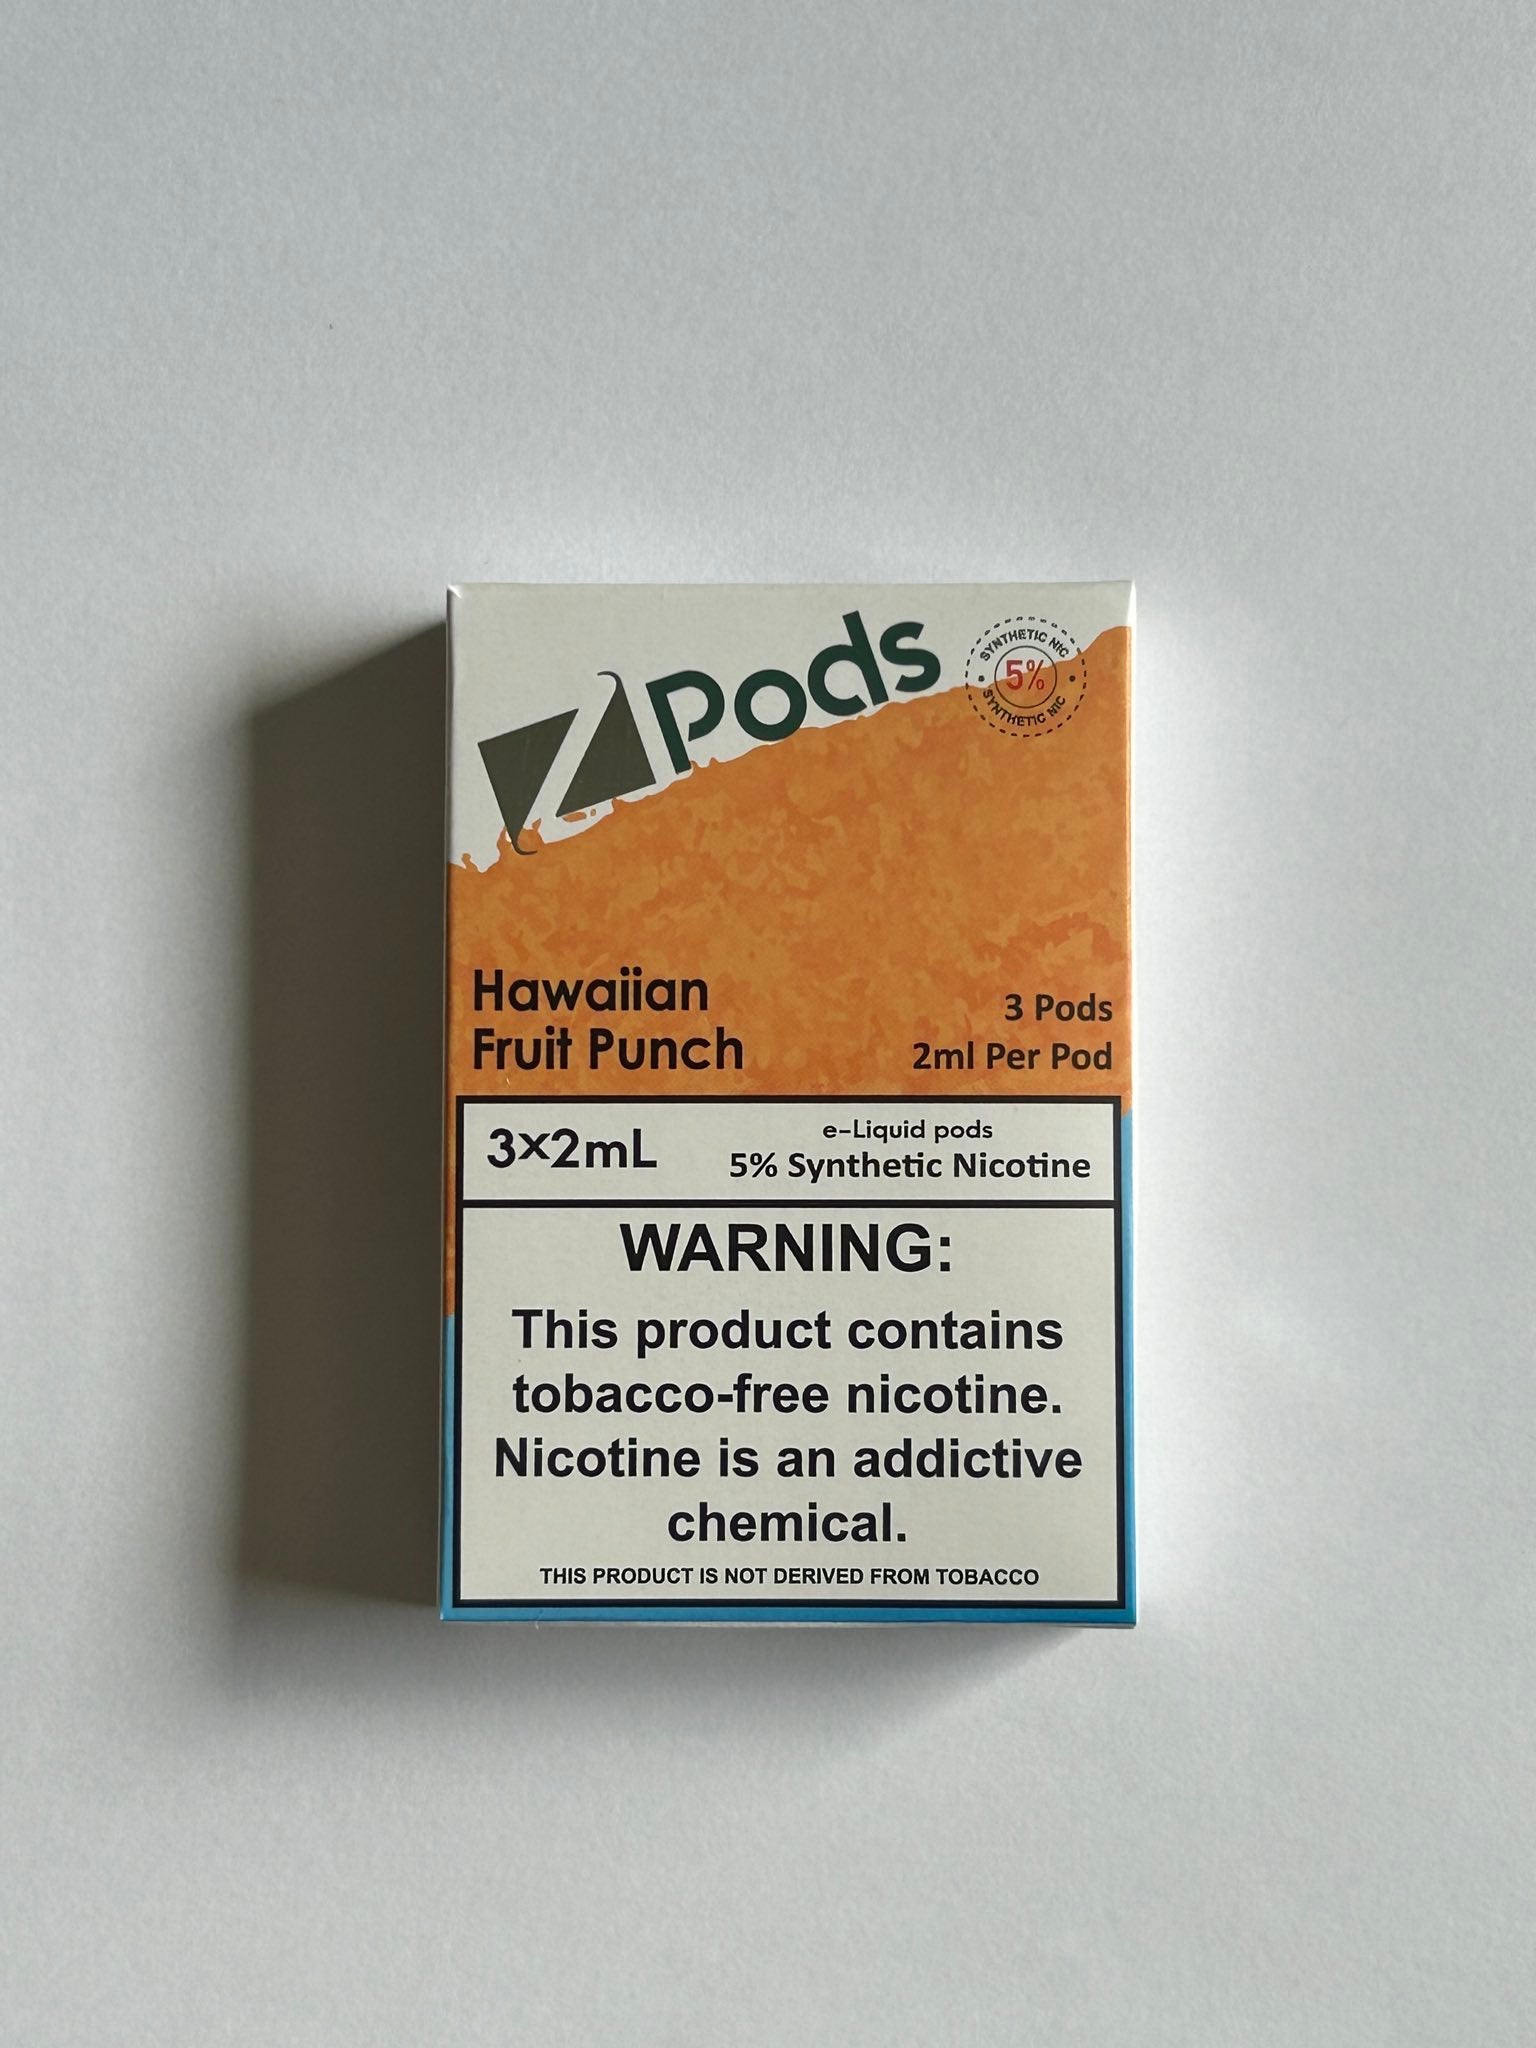 Z Pods
SYNTHETIC NIC
5%
SYNTHETIC NIC
Hawaiian
Fruit Punch
3 Pods
2ml Per Pod
3x2mL
e-Liquid pods
5% Synthetic Nicotine
WARNING:
This product contains
tobacco-free nicotine.
Nicotine is an addictive
chemical.
THIS PRODUCT IS NOT DERIVED FROM TOBACCO